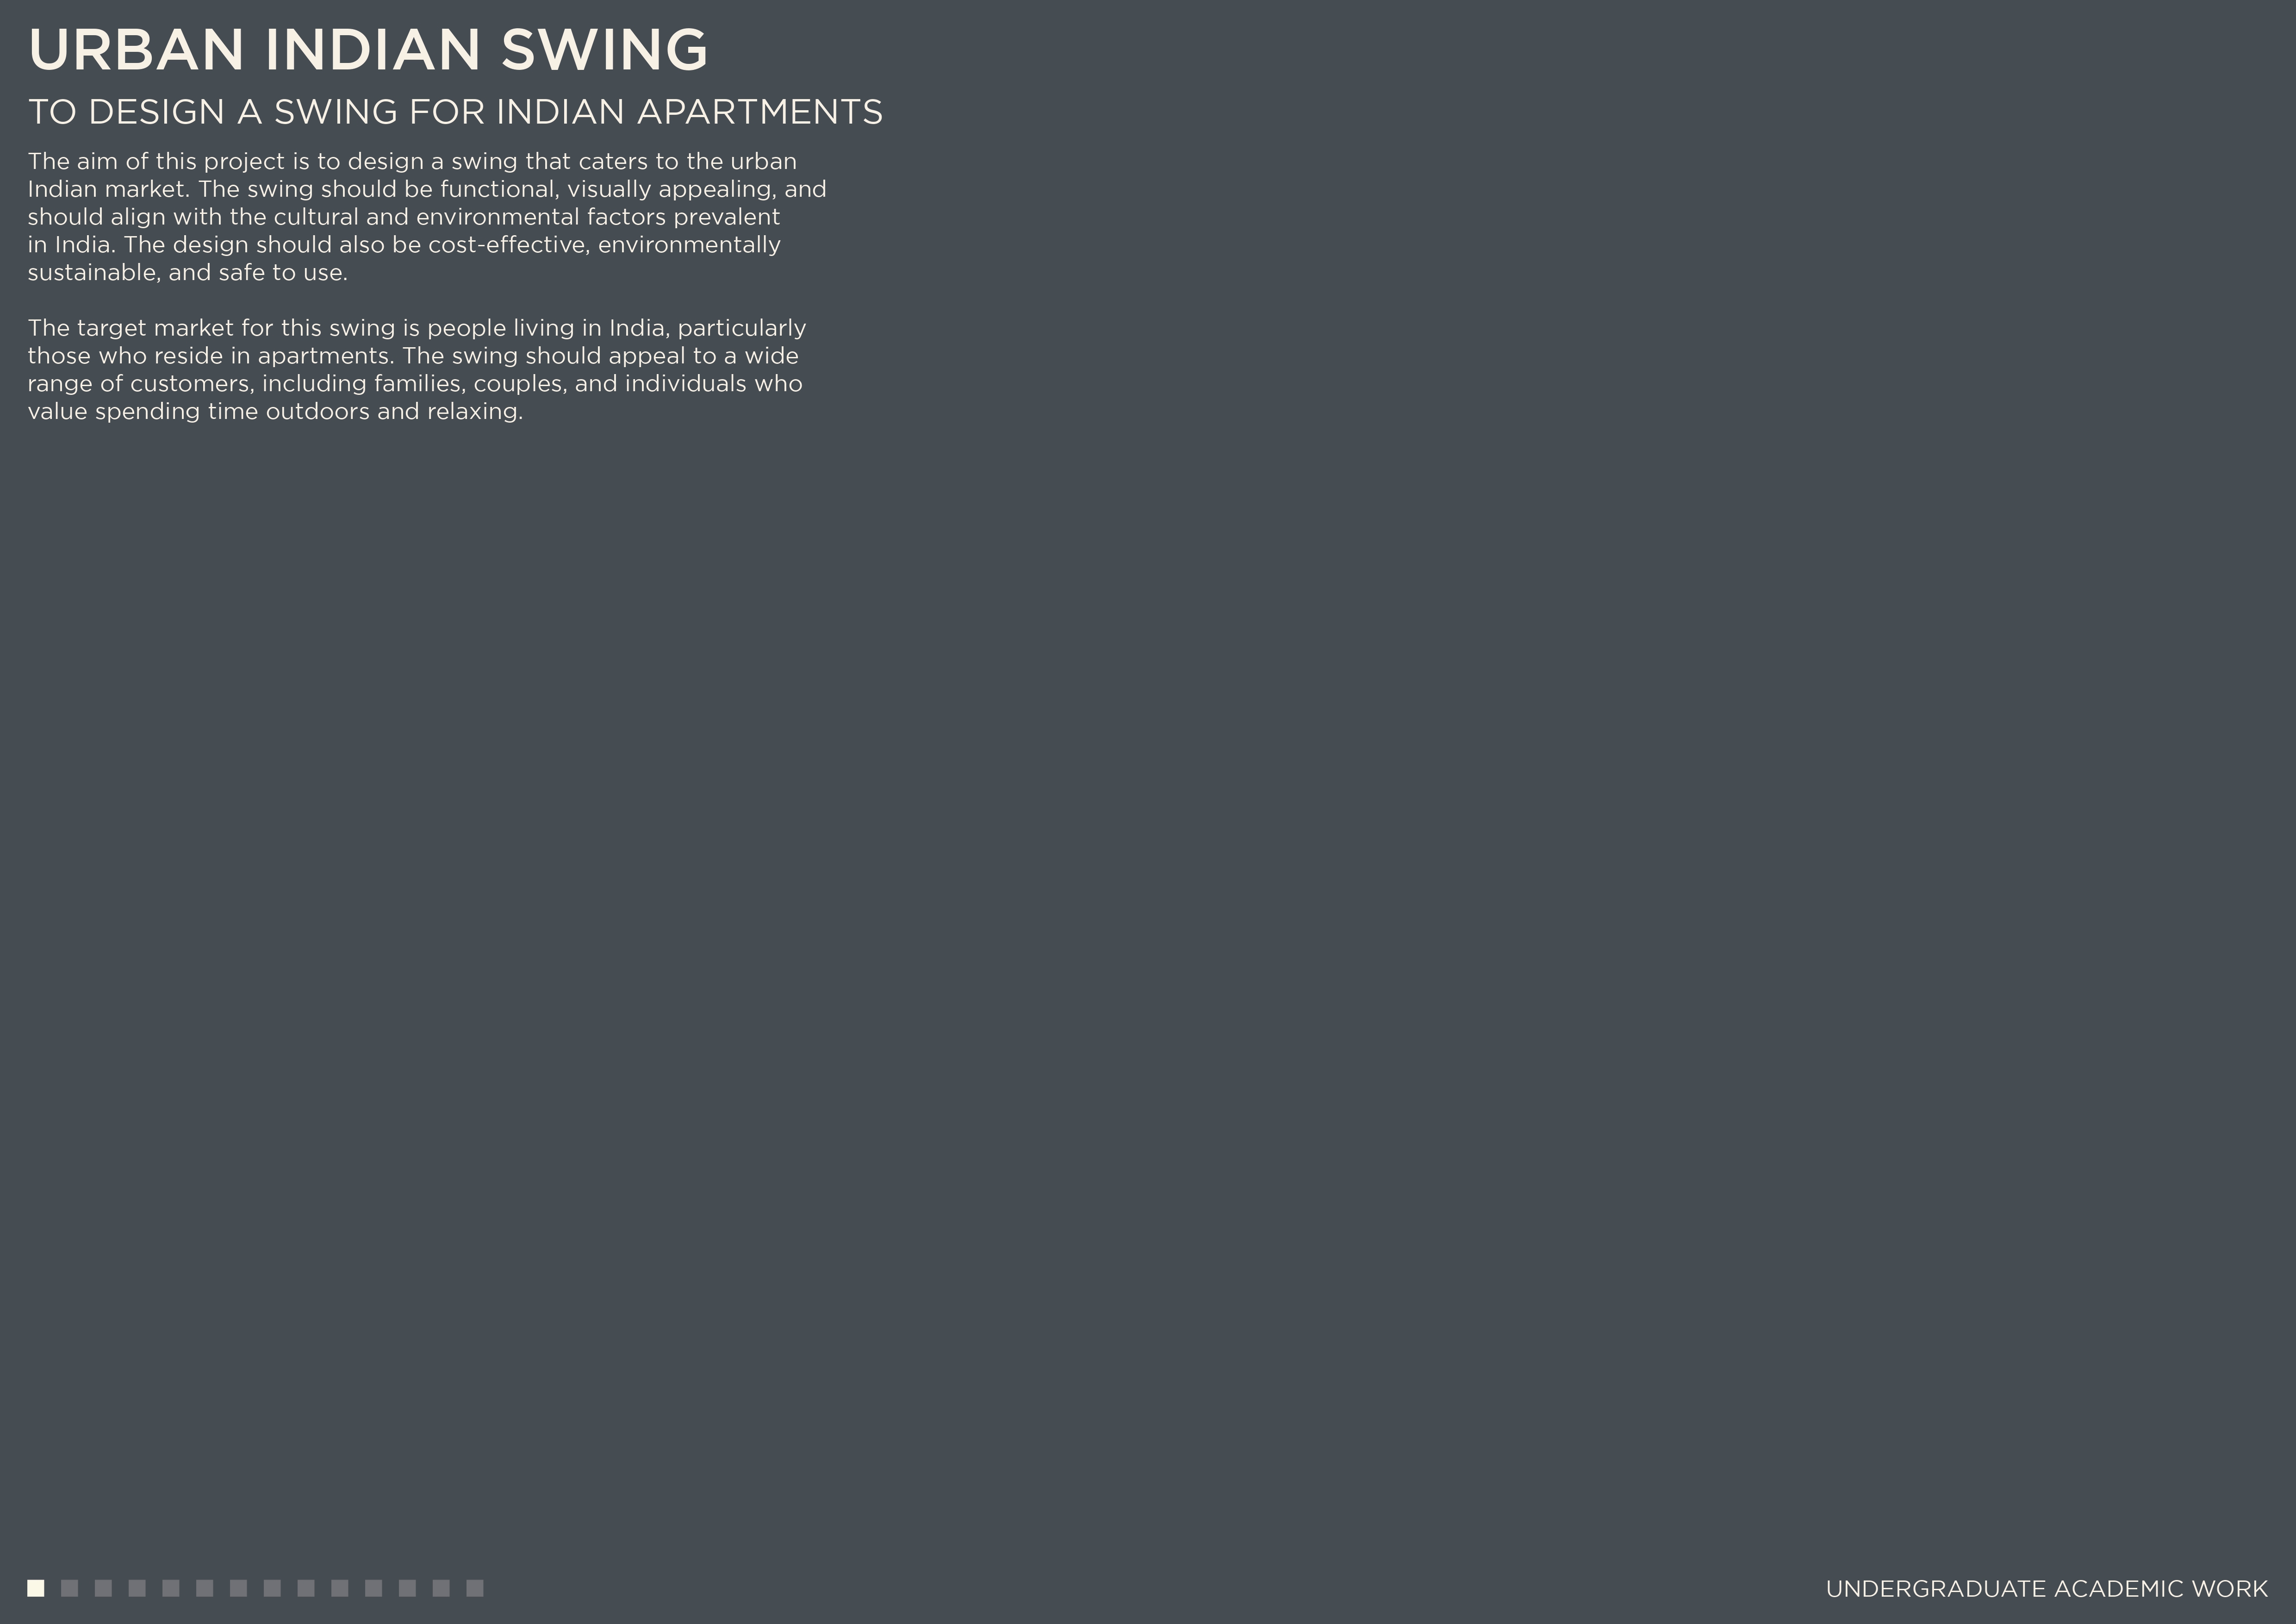 URBAN INDIAN SWING
TO DESIGN A SWING FOR INDIAN APARTMENTS
The aim of this project is to design a swing that caters to the urban
Indian market. The swing should be functional, visually appealing, and
should align with the cultural and environmental factors prevalent
in India. The design should also be cost-effective, environmentally
sustainable, and safe to use.
The target market for this swing is people living in India, particularly
those who reside in apartments. The swing should appeal to a wide
range of customers, including families, couples, and individuals who
value spending time outdoors and relaxing.
UNDERGRADUATE ACADEMIC WORK